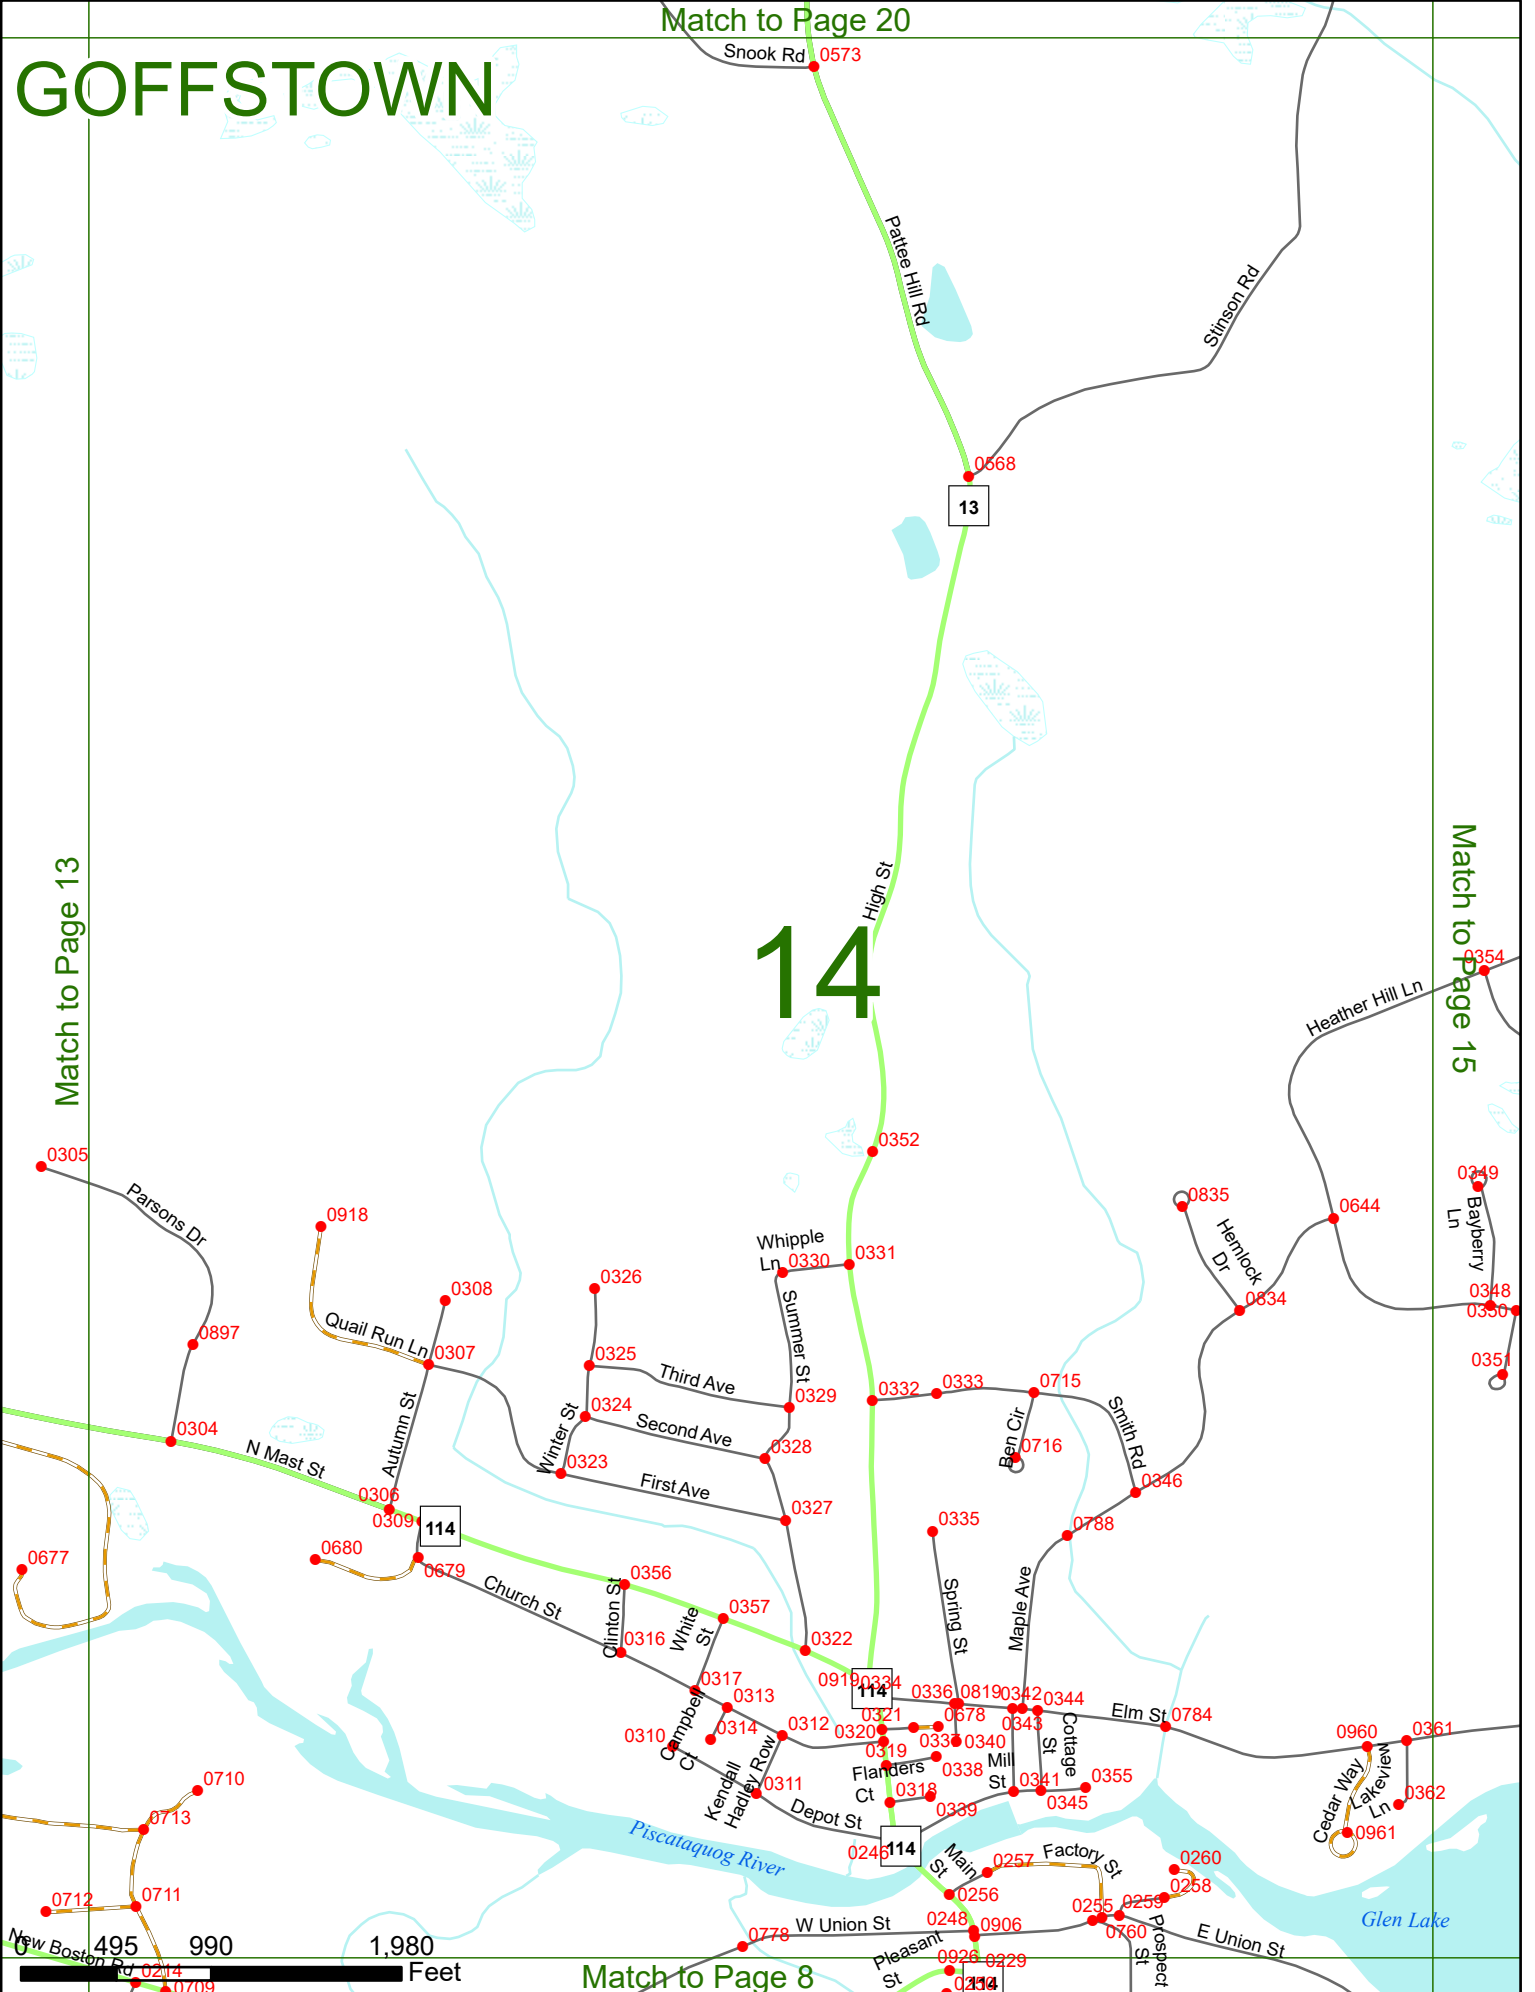 Match to Page 20
Snook Rd
0573
GOFFSTOWN
Pattee Hill Rd
Stinson Rd
0568
13
High St
14
Match to Page 13
Match to Page 15
0354
Heather Hill Ln
0352
0305
Parsons Dr
0918
0835
Hemlock
Dr
0644
0349
Bayberry
Ln
Whipple
Ln
0330
0331
0308
0326
0834
0348
0350
Summer St
0897
Quail Run Ln
0307
0325
Third Ave
0351
0329
0332
0333
0715
Smith Rd
Autumn St
Winter St
0324
Second Ave
0304
N Mast St
0328
Ben Cir
0716
0323
First Ave
0346
0306
0309
114
0327
0335
0788
0680
0677
0679
0356
Church St
Clinton St
White
St
0357
Spring St
Maple Ave
0316
0322
0919
0334
114
0317
0313
0336
0819
0342
0344
Elm St
0784
0310
Campbell
Ct
0314
0312
0321
0320
0678
0337
0340
0343
Cottage
St
0960
0361
0319
Flanders
Ct
0338
Mill
St
Kendall
Hadley Row
0311
0318
0339
0341
0345
0355
Cedar Way
Lakeview
Ln
0362
0710
0713
Depot St
0961
Piscataquog River
114
0246
Main
St
0257
Factory St
0260
0712
0711
0256
0258
0255
0259
Glen Lake
W Union St
0248
0906
0760
E Union St
Prospect
St
0778
Pleasant
St
New Boston Rd
0
495
990
1,980
Feet
0214
0709
Match to Page 8
0926
0229
114